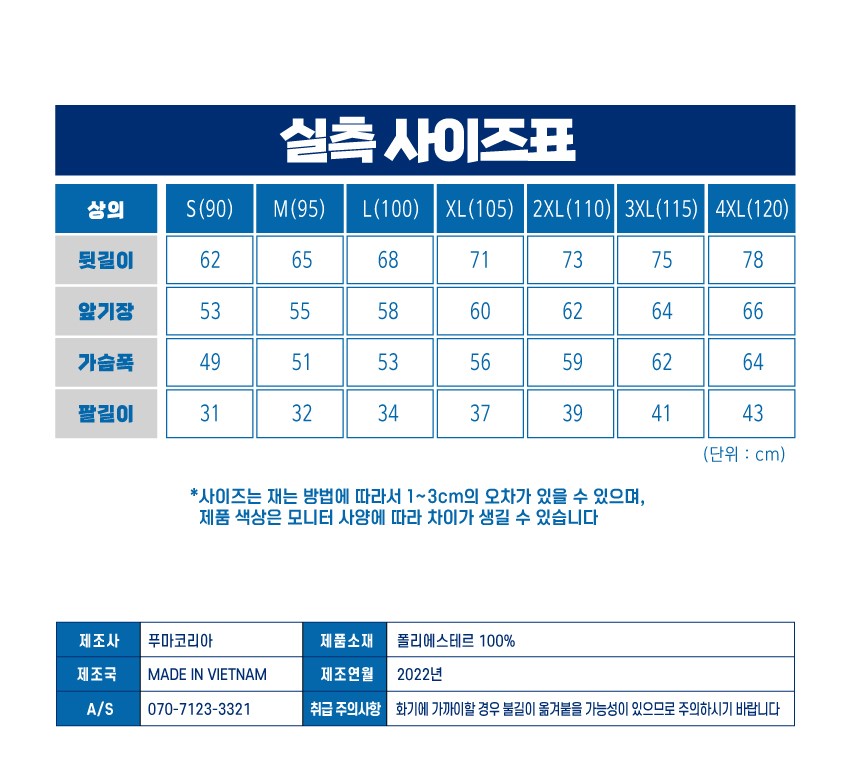 실측 사이즈표
상의 S(90) M(95) L(100) XL(105) 2XL(110) 3XL(115) 4XL(120)
뒷길이 62 65 68 71 73 75 78
앞기장 53 55 58 60 62 64 66
가슴폭 49 51 53 56 59 62 64
팔길이 31 32 34 37 39 41 43
(단위 : cm)
*사이즈는 재는 방법에 따라서 1~3cm의 오차가 있을 수 있으며,
제품 색상은 모니터 사양에 따라 차이가 생길 수 있습니다
제조사 푸마코리아 제품소재 폴리에스테르 100%
제조국 MADE IN VIETNAM 제조연월 2022년
A/S 070-7123-3321 취급 주의사항 화기에 가까이할 경우 불길이 옮겨붙을 가능성이 있으므로 주의하시기 바랍니다